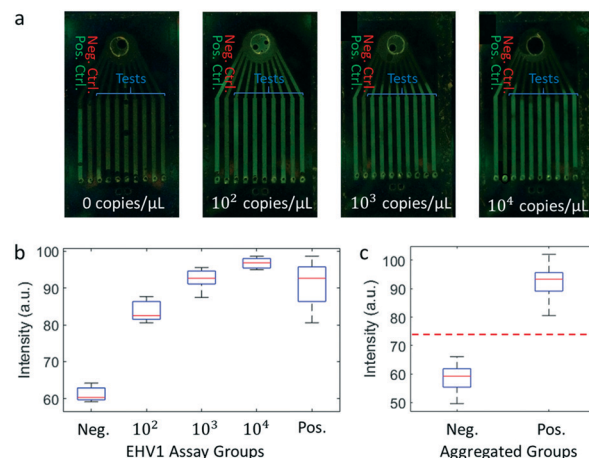 a
Pos. Ctrl.
Neg. Ctrl.
Tests
0 copies/μL
Pos. Ctrl.
Neg. Ctrl.
Tests
10² copies/μL
Pos. Ctrl.
Neg. Ctrl.
Tests
10³ copies/μL
Pos. Ctrl.
Neg. Ctrl.
Tests
10⁴ copies/μL
b
Intensity (a.u.)
100
90
80
70
60
Neg. 10² 10³ 10⁴ Pos.
EHV1 Assay Groups
c
Intensity (a.u.)
100
90
80
70
60
50
Neg. Pos.
Aggregated Groups